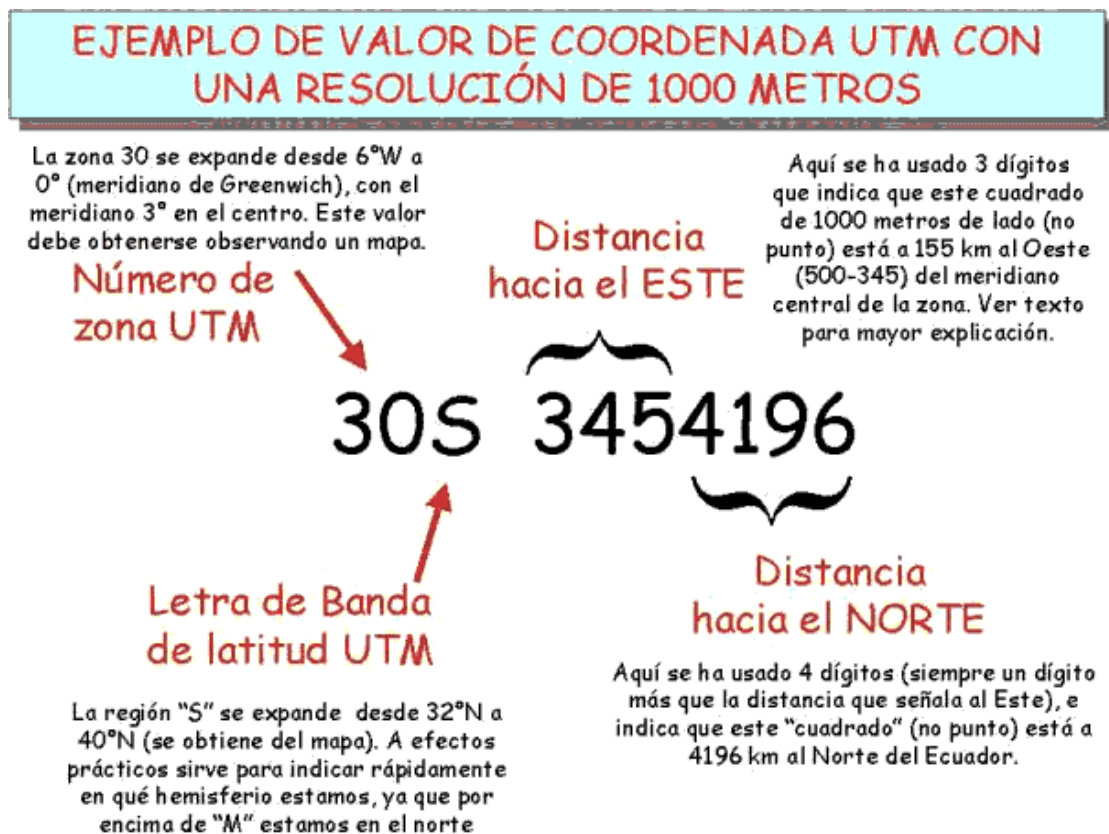 EJEMPLO DE VALOR DE COORDENADA UTM CON
UNA RESOLUCIÓN DE 1000 METROS
La zona 30 se expande desde 6°W a
0° (meridiano de Greenwich), con el
meridiano 3° en el centro. Este valor
debe obtenerse observando un mapa.
Número de
zona UTM
Distancia
hacia el ESTE
Aquí se ha usado 3 dígitos
que indica que este cuadrado
de 1000 metros de lado (no
punto) está a 155 km al Oeste
(500-345) del meridiano
central de la zona. Ver texto
para mayor explicación.
30S 3454196
Letra de Banda
de latitud UTM
La región “S” se expande desde 32°N a
40°N (se obtiene del mapa). A efectos
prácticos sirve para indicar rápidamente
en qué hemisferio estamos, ya que por
encima de “M” estamos en el norte
Distancia
hacia el NORTE
Aquí se ha usado 4 dígitos (siempre un dígito
más que la distancia que señala al Este), e
indica que este “cuadrado” (no punto) está a
4196 km al Norte del Ecuador.